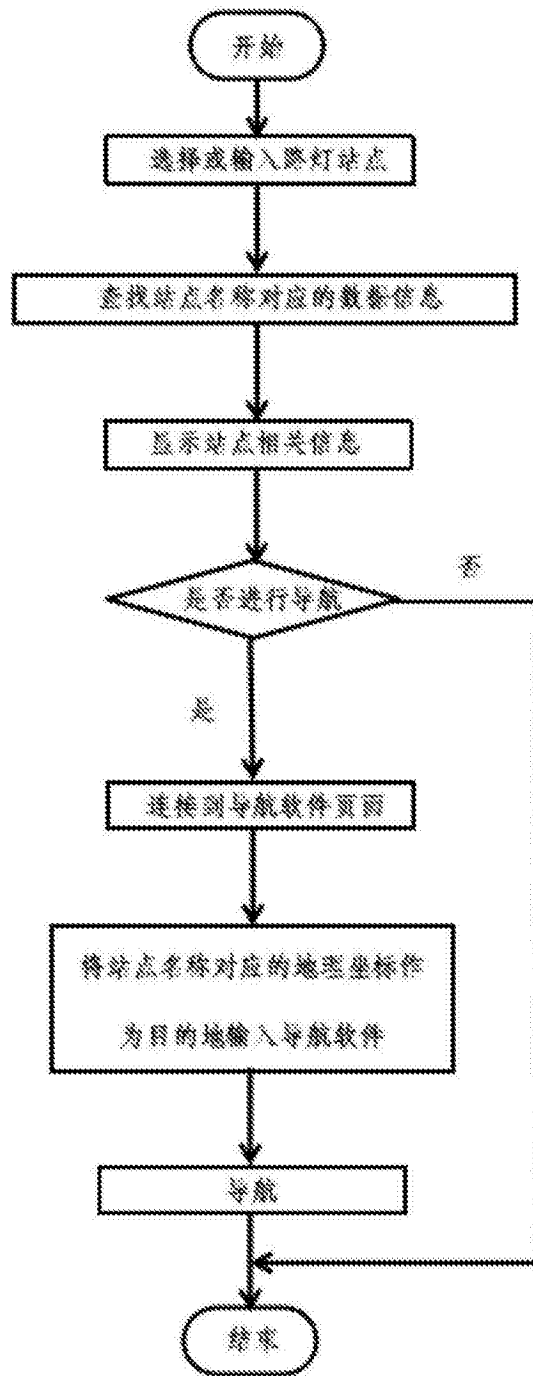 开始
选择或输入路灯站点
查找站点名称对应的数据信息
显示站点相关信息
是否进行导航
否
是
连接到导航软件页面
将站点名称对应的地理坐标作
为目的地输入导航软件
导航
结束